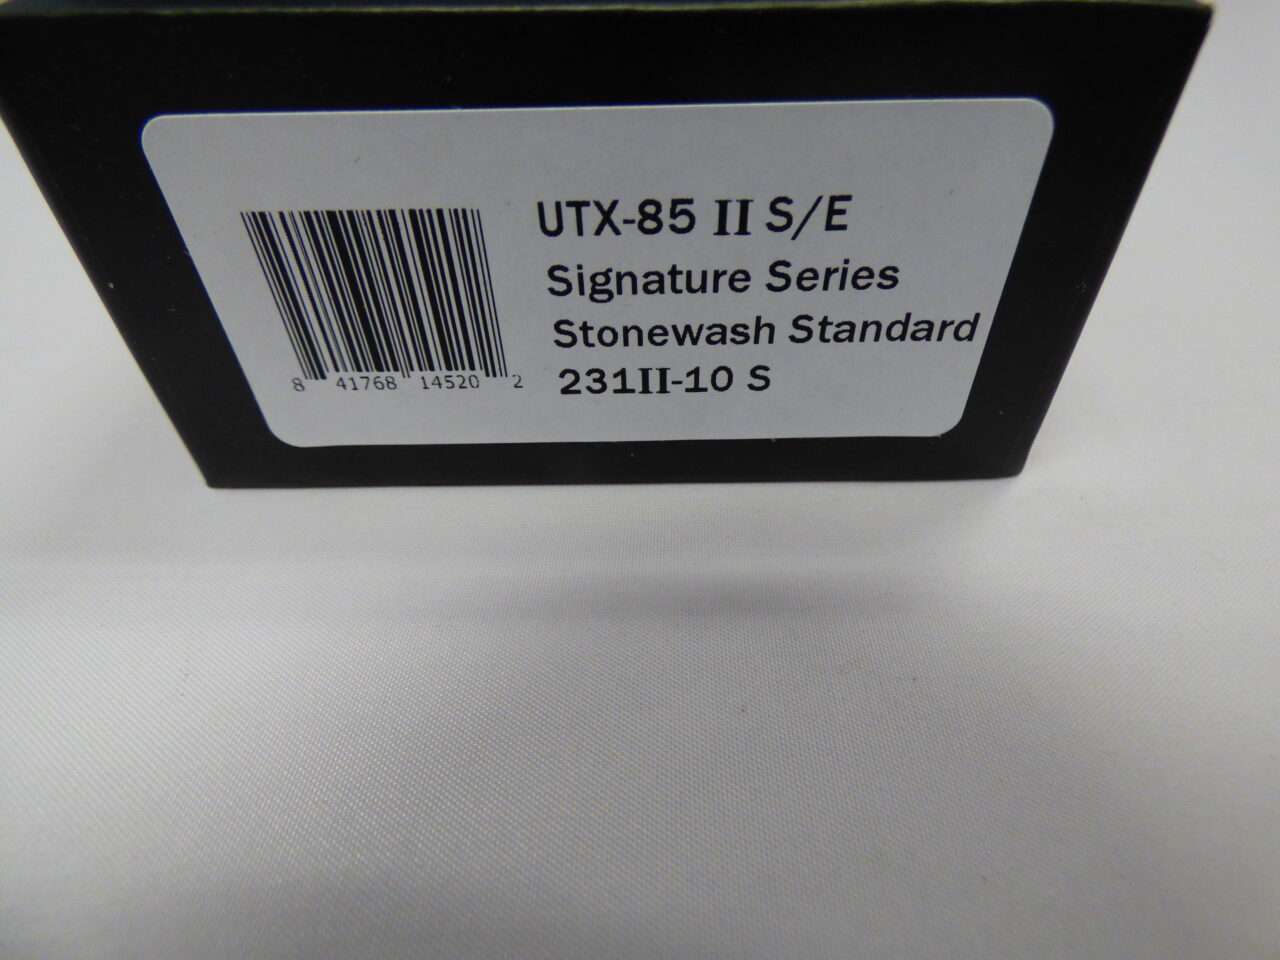 UTX-85 II S/E
Signature Series
Stonewash Standard
231II-10 S
8 41768 14520 2